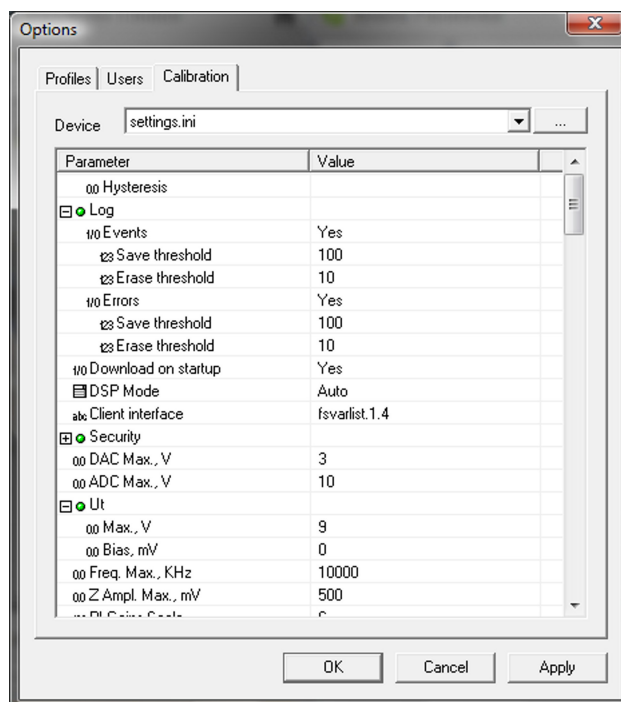 Options
Profiles Users Calibration
Device settings.ini ...
Parameter Value
0.0 Hysteresis
Log
1/0 Events Yes
123 Save threshold 100
123 Erase threshold 10
1/0 Errors Yes
123 Save threshold 100
123 Erase threshold 10
1/0 Download on startup Yes
DSP Mode Auto
abc Client interface fsvarlist.1.4
Security
0.0 DAC Max., V 3
0.0 ADC Max., V 10
Ut
0.0 Max., V 9
0.0 Bias, mV 0
0.0 Freq. Max., KHz 10000
0.0 Z Ampl. Max., mV 500
OK Cancel Apply